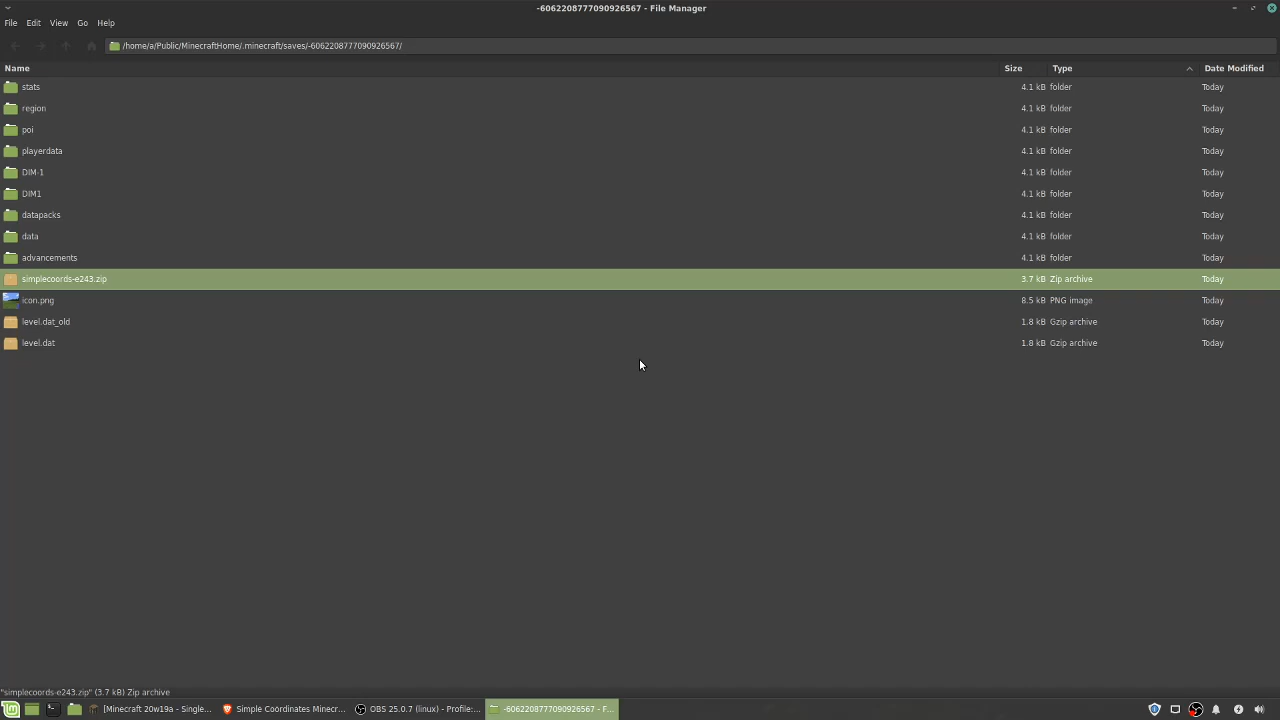 -6062208777090926567 - File Manager
File Edit View Go Help
/home/a/Public/MinecraftHome/.minecraft/saves/-6062208777090926567/
Name Size Type Date Modified
stats 4.1 kB folder Today
region 4.1 kB folder Today
poi 4.1 kB folder Today
playerdata 4.1 kB folder Today
DIM-1 4.1 kB folder Today
DIM1 4.1 kB folder Today
datapacks 4.1 kB folder Today
data 4.1 kB folder Today
advancements 4.1 kB folder Today
simplecoords-e243.zip 3.7 kB Zip archive Today
icon.png 8.5 kB PNG image Today
level.dat_old 1.8 kB Gzip archive Today
level.dat 1.8 kB Gzip archive Today
"simplecoords-e243.zip" (3.7 kB) Zip archive
[Minecraft 20w19a - Single... Simple Coordinates Minecr... OBS 25.0.7 (linux) - Profile:... -6062208777090926567 - F...